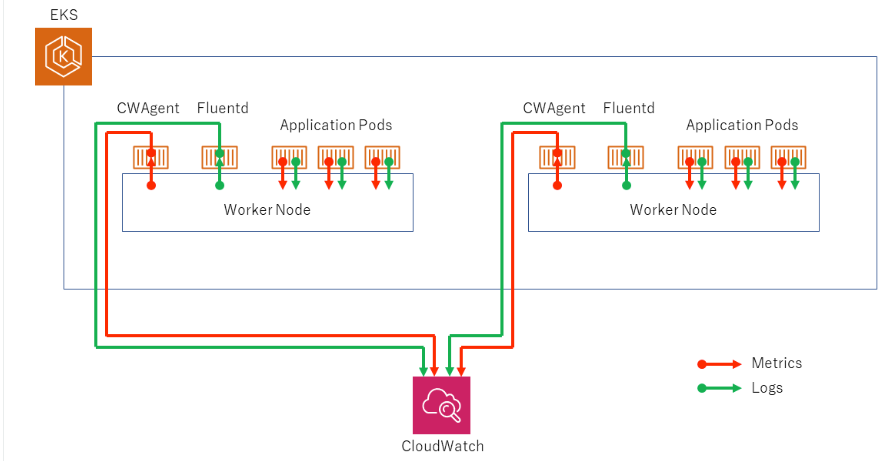 EKS
K
CWAgent Fluentd
Application Pods
Worker Node
CWAgent Fluentd
Application Pods
Worker Node
Metrics
Logs
CloudWatch